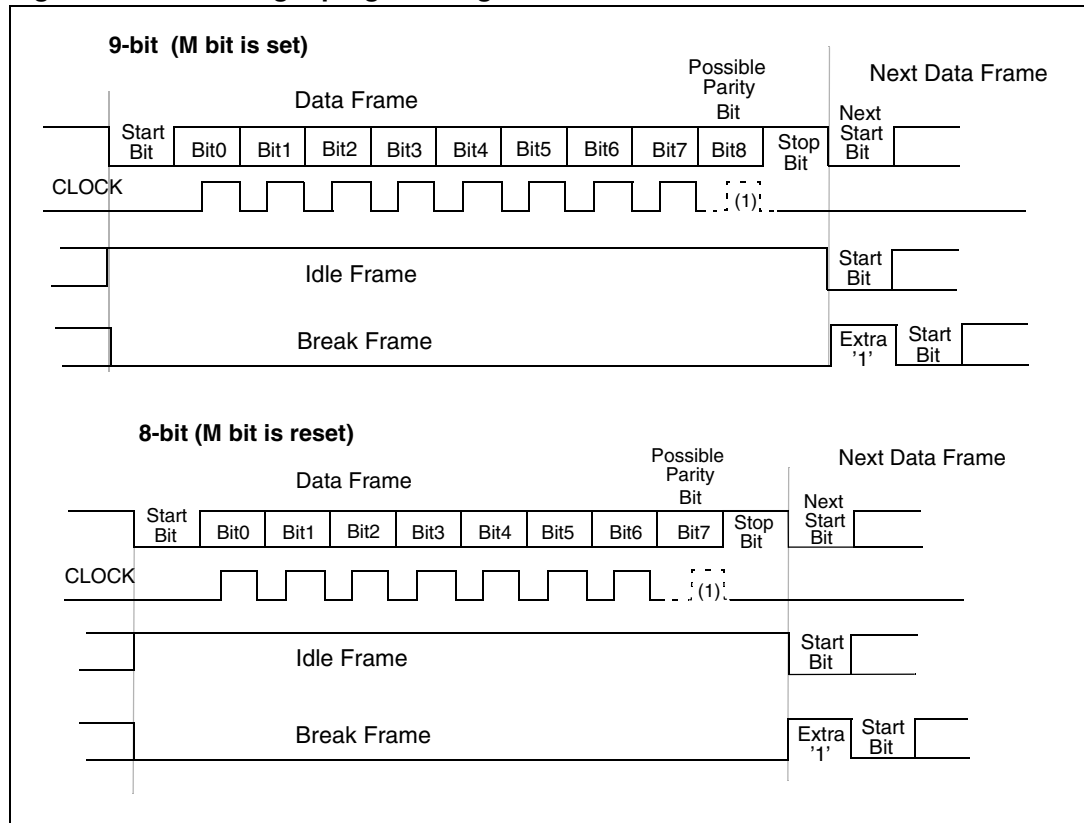 9-bit (M bit is set)
Possible
Parity
Bit
Next Data Frame
Data Frame
Start
Bit
Bit0
Bit1
Bit2
Bit3
Bit4
Bit5
Bit6
Bit7
Bit8
Stop
Bit
Next
Start
Bit
CLOCK
(1)
Idle Frame
Start
Bit
Break Frame
Extra
'1'
Start
Bit
8-bit (M bit is reset)
Possible
Parity
Bit
Next Data Frame
Data Frame
Start
Bit
Bit0
Bit1
Bit2
Bit3
Bit4
Bit5
Bit6
Bit7
Stop
Bit
Next
Start
Bit
CLOCK
(1)
Idle Frame
Start
Bit
Break Frame
Extra
'1'
Start
Bit